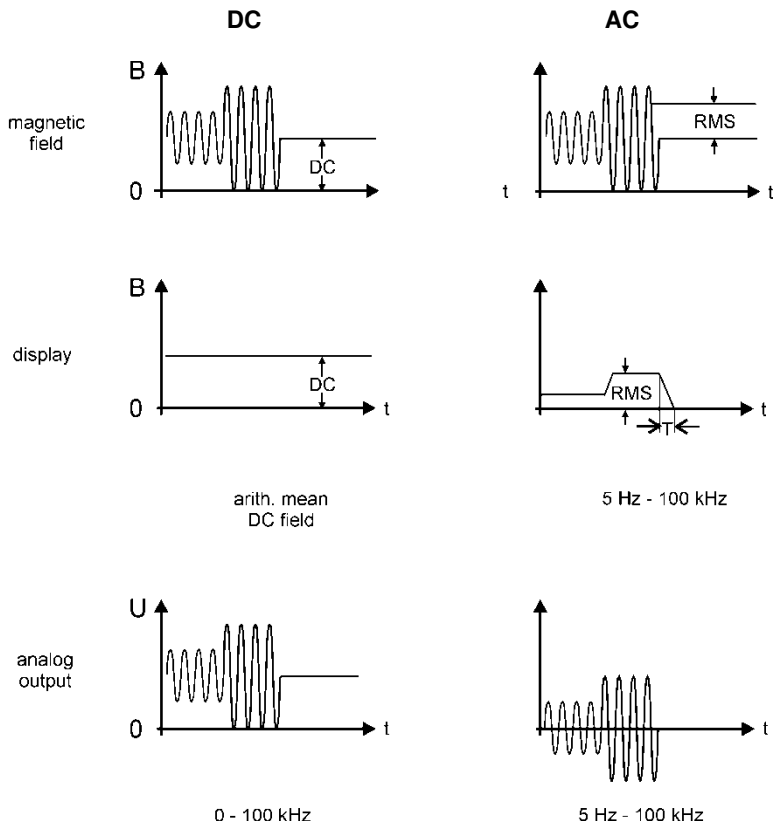 DC
AC
B
magnetic
field
DC
0
t
RMS
t
B
display
DC
0
t
RMS
T
t
arith. mean
DC field
5 Hz - 100 kHz
U
analog
output
0
t
t
0 - 100 kHz
5 Hz - 100 kHz